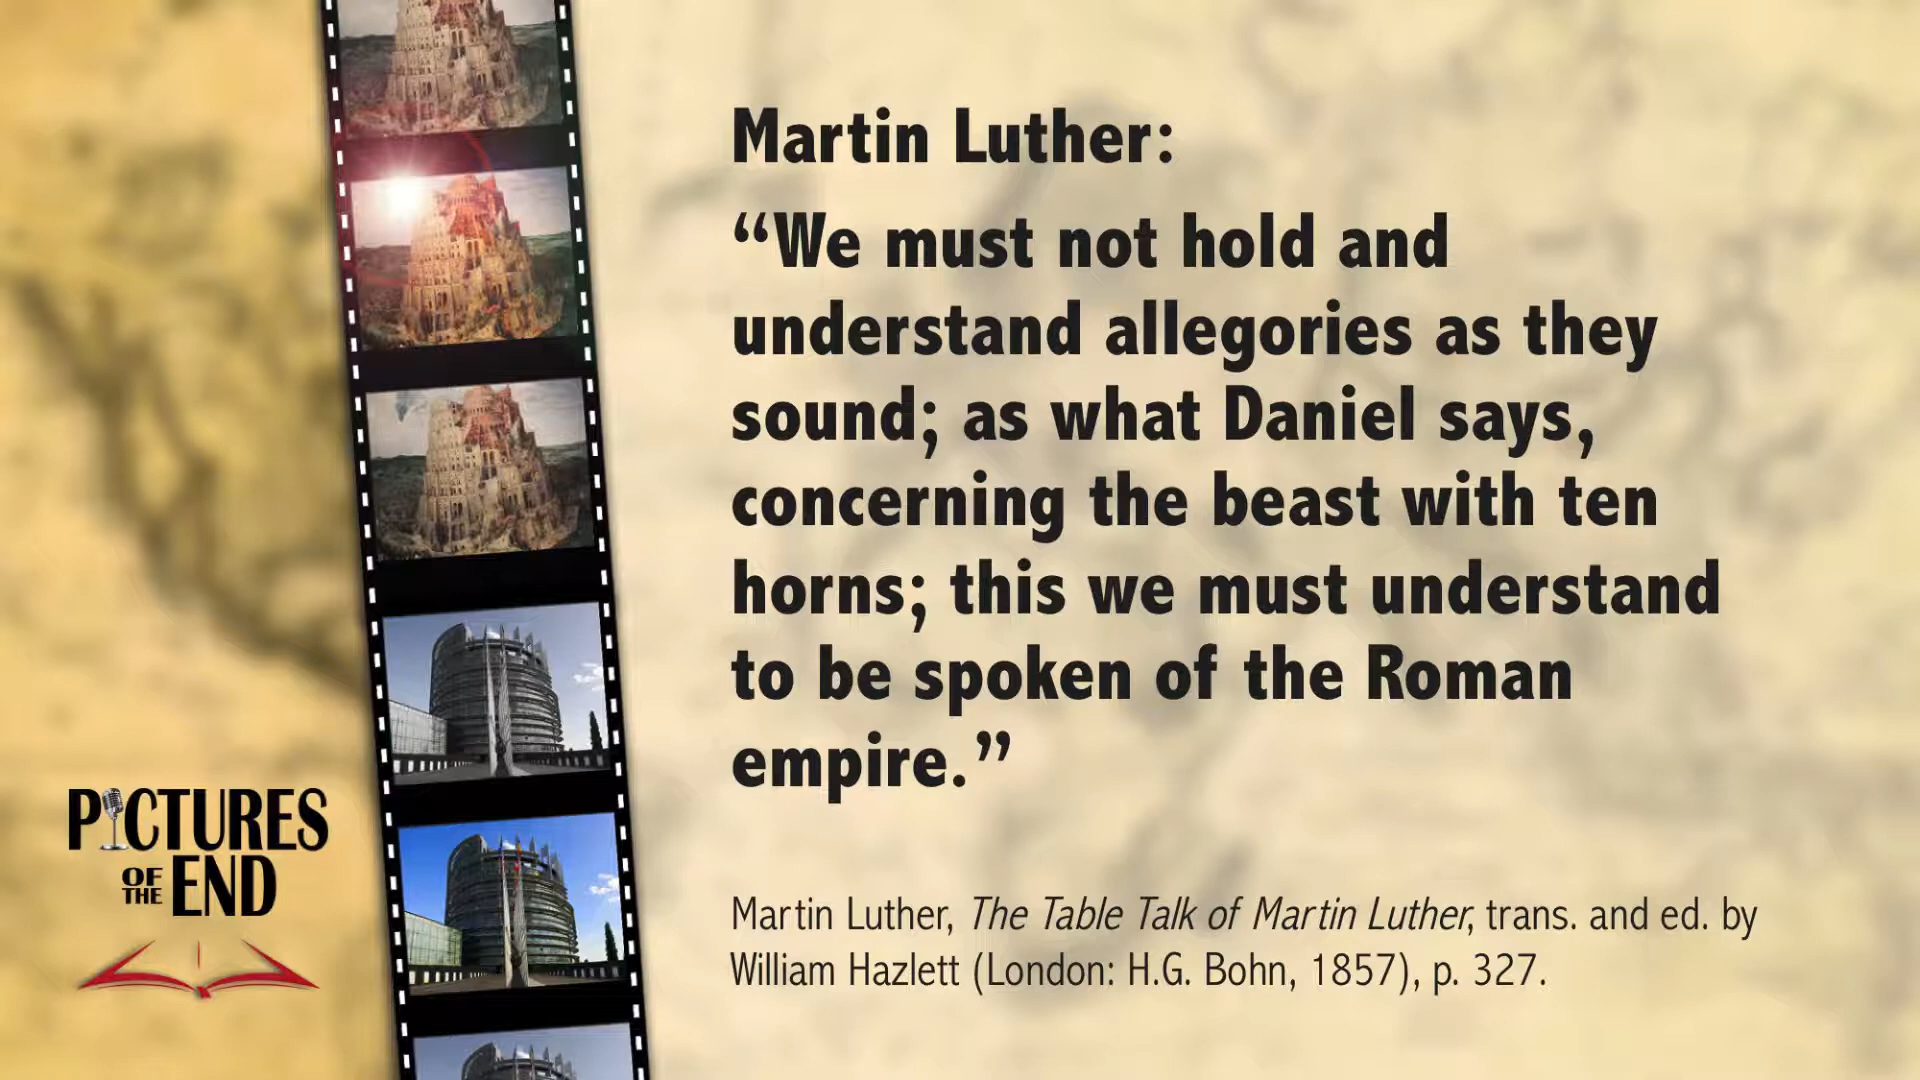 Martin Luther:
“We must not hold and
understand allegories as they
sound; as what Daniel says,
concerning the beast with ten
horns; this we must understand
to be spoken of the Roman
empire.”
Martin Luther, The Table Talk of Martin Luther, trans. and ed. by
William Hazlett (London: H.G. Bohn, 1857), p. 327.
PICTURES
OF THE END